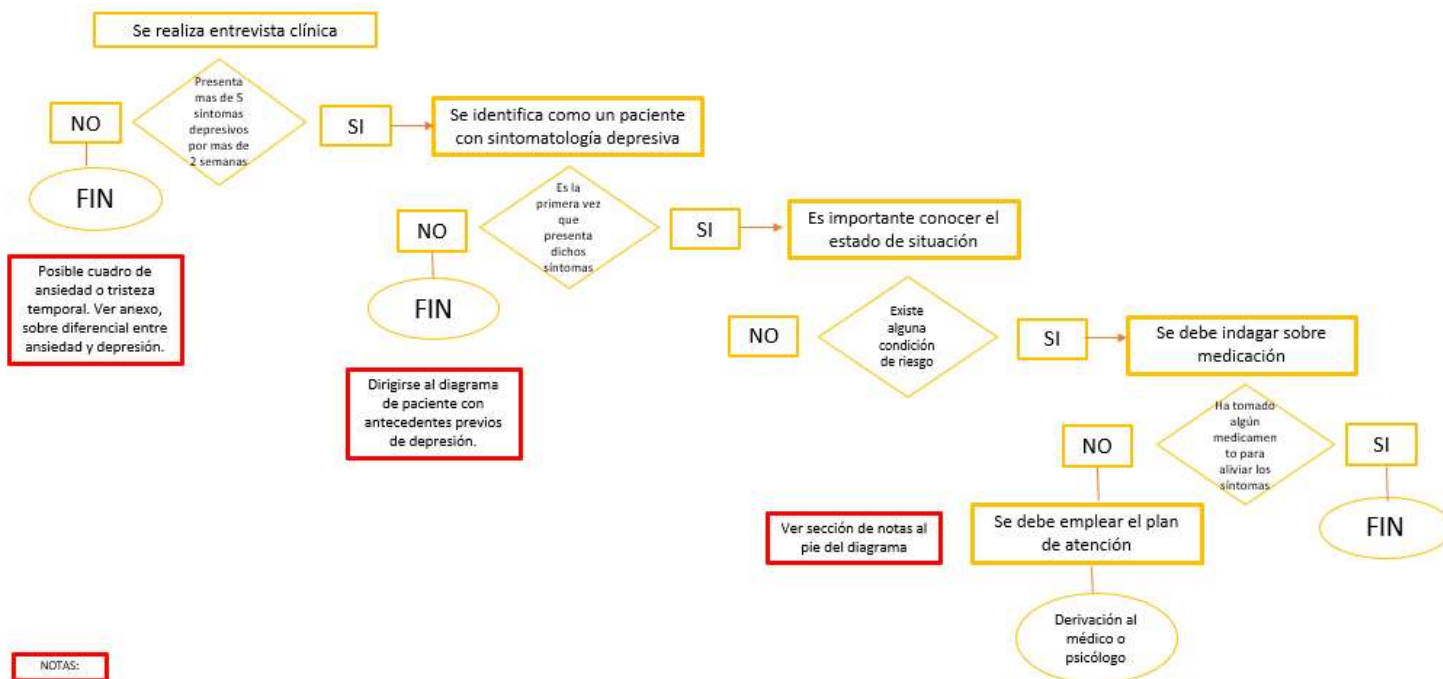 Se realiza entrevista clínica
Presenta
mas de 5
sintomas
depresivos
por mas de
2 semanas
NO
SI
Se identifica como un paciente
con sintomatología depresiva
FIN
Posible cuadro de
ansiedad o tristeza
temporal. Ver anexo,
sobre diferencial entre
ansiedad y depresión.
Es la
primera vez
que
presenta
dichos
síntomas
NO
SI
Es importante conocer el
estado de situación
FIN
Dirigirse al diagrama
de paciente con
antecedentes previos
de depresión.
Existe
alguna
condición
de riesgo
NO
SI
Se debe indagar sobre
medicación
Ha tomado
algún
medicamen
to para
aliviar los
síntomas
NO
SI
FIN
Ver sección de notas al
pie del diagrama
Se debe emplear el plan
de atención
Derivación al
médico o
psicólogo
NOTAS: